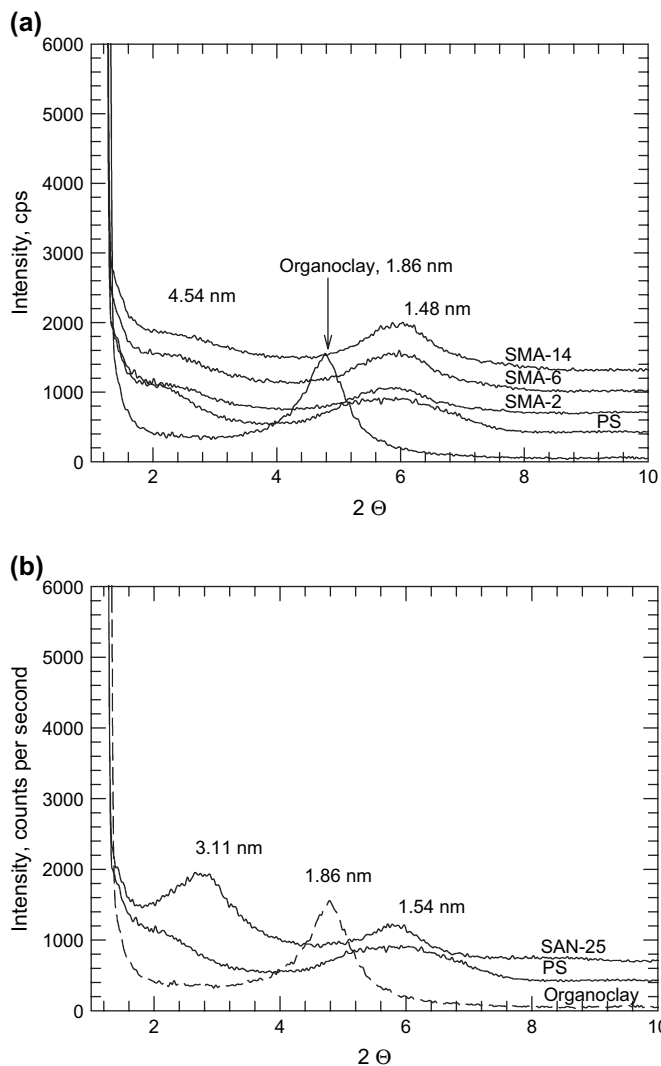 (a)
6000
5000
4000
3000
2000
1000
0
Intensity, cps
4.54 nm
Organoclay, 1.86 nm
1.48 nm
SMA-14
SMA-6
SMA-2
PS
2 4 6 8 10
2 Θ
(b)
6000
5000
4000
3000
2000
1000
0
Intensity, counts per second
3.11 nm
1.86 nm
1.54 nm
SAN-25
PS
Organoclay
2 4 6 8 10
2 Θ